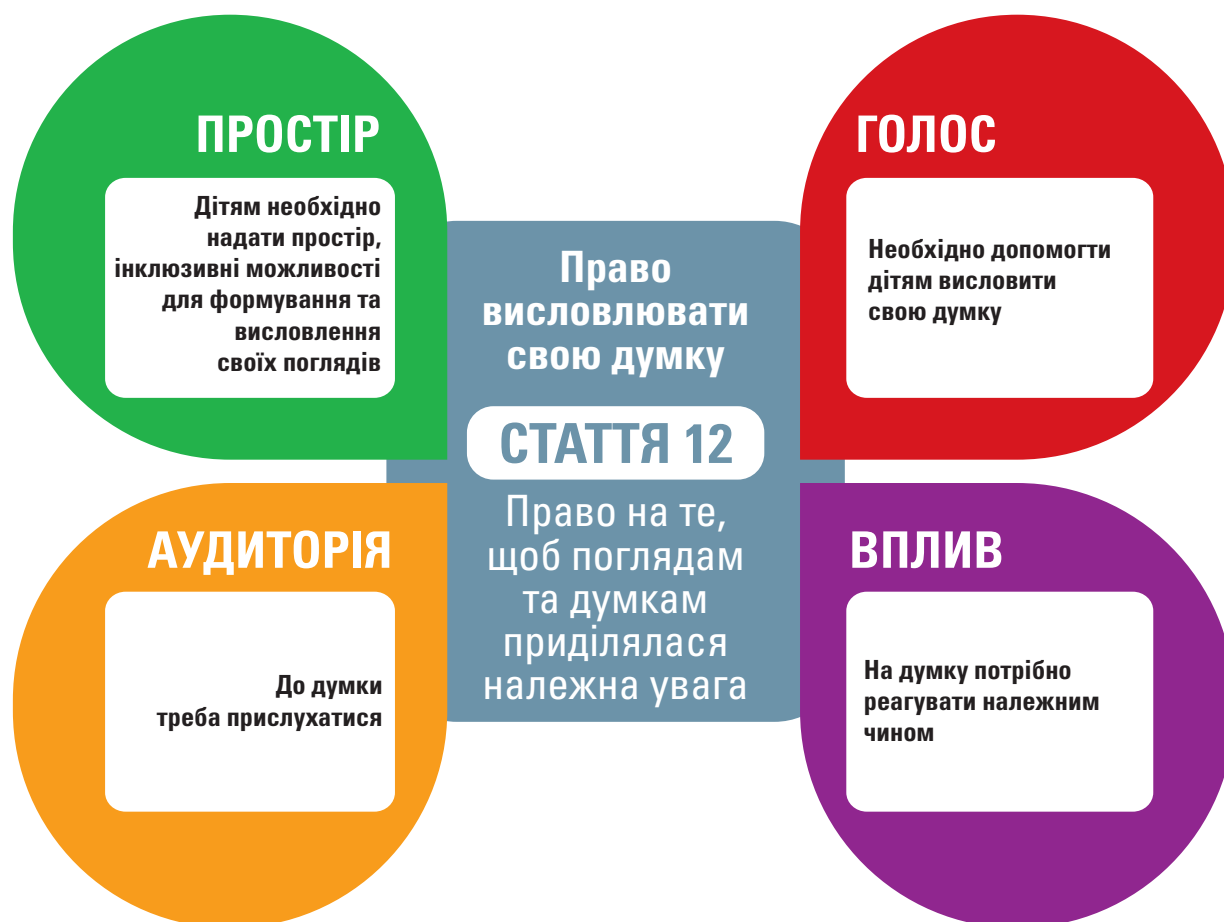 ПРОСТІР
Дітям необхідно
надати простір,
інклюзивні можливості
для формування та
висловлення
своїх поглядів
ГОЛОС
Необхідно допомогти
дітям висловити
свою думку
Право
висловлювати
свою думку
СТАТТЯ 12
Право на те,
щоб поглядам
та думкам
приділялася
належна увага
АУДИТОРІЯ
До думки
треба прислухатися
ВПЛИВ
На думку потрібно
реагувати належним
чином